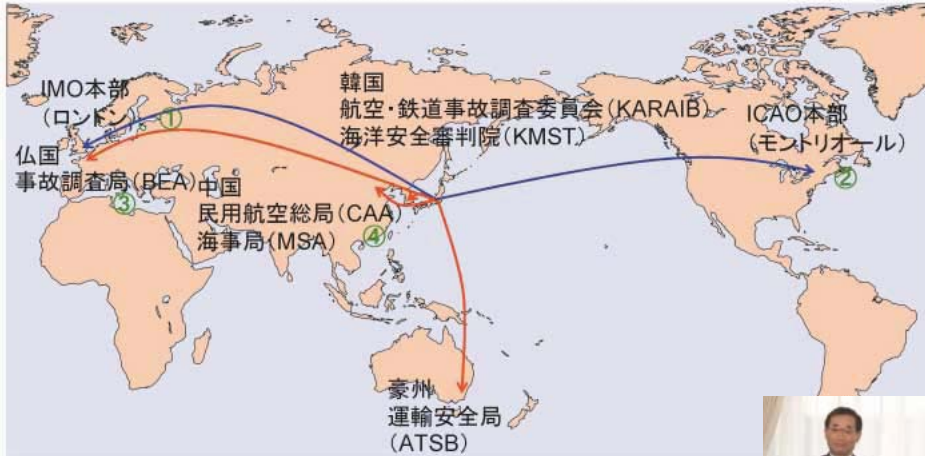 IMO本部
(ロンドン)
①
仏国
事故調査局(BEA)
③
中国
民用航空総局(CAA)
海事局(MSA)
④
韓国
航空・鉄道事故調査委員会(KARAIB)
海洋安全審判院(KMST)
ICAO本部
(モントリオール)
②
豪州
運輸安全局
(ATSB)